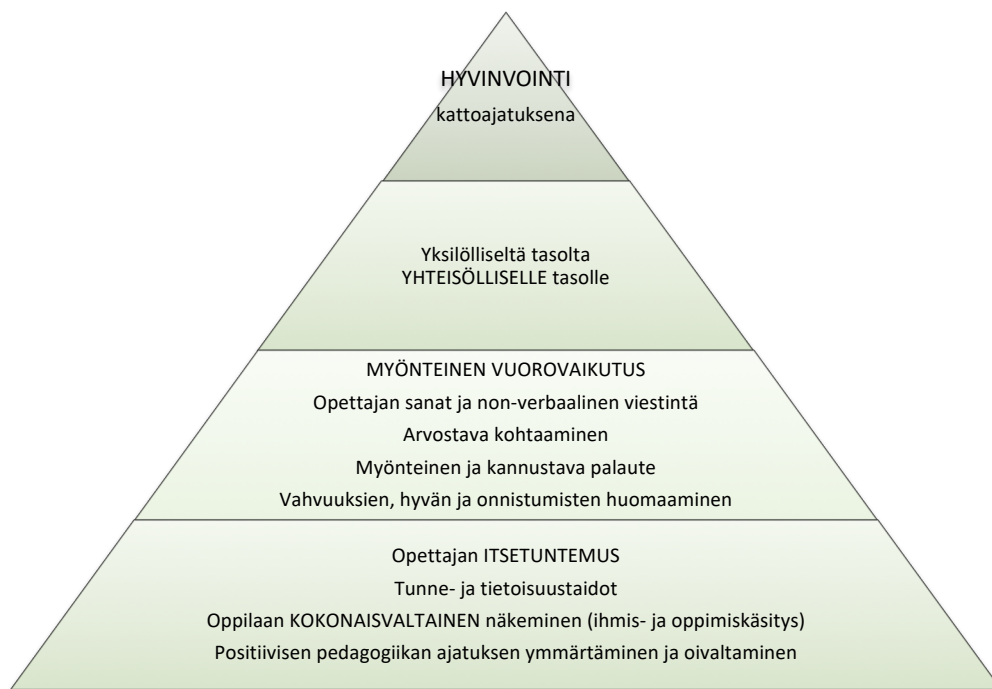 HYVINVOINTI
kattoajatuksena
Yksilölliseltä tasolta
YHTEISÖLLISELLE tasolle
MYÖNTEINEN VUOROVAIKUTUS
Opettajan sanat ja non-verbaalinen viestintä
Arvostava kohtaaminen
Myönteinen ja kannustava palaute
Vahvuuksien, hyvän ja onnistumisten huomaaminen
Opettajan ITSETUNTEMUS
Tunne- ja tietoisuustaidot
Oppilaan KOKONAISVALTAINEN näkeminen (ihmis- ja oppimiskäsitys)
Positiivisen pedagogiikan ajatuksen ymmärtäminen ja oivaltaminen